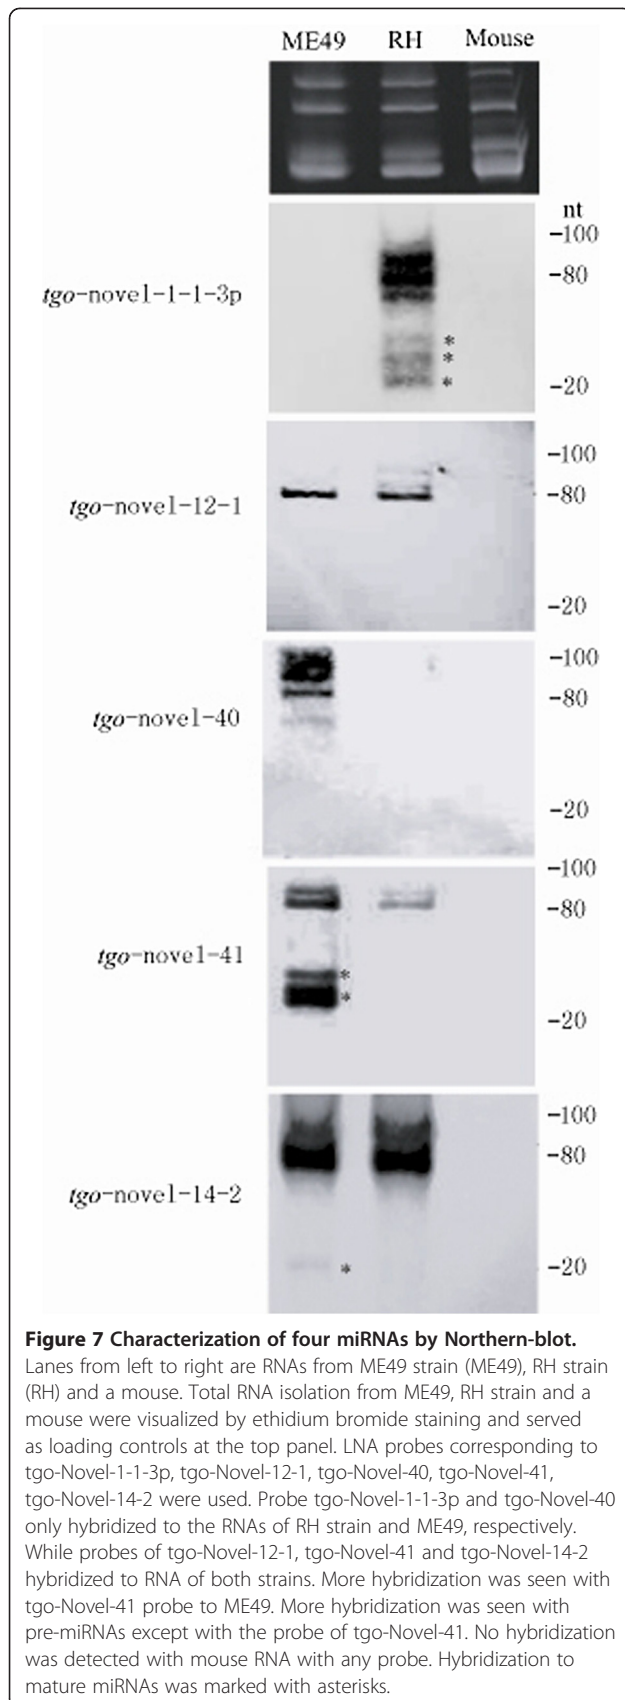 ME49 RH Mouse
nt
-100
-80
tgo-novel-1-1-3p
*
*
*
-20
-100
-80
tgo-novel-12-1
-20
-100
-80
tgo-novel-40
-20
-100
-80
tgo-novel-41
*
*
-20
-100
-80
tgo-novel-14-2
*
-20
Figure 7 Characterization of four miRNAs by Northern-blot.
Lanes from left to right are RNAs from ME49 strain (ME49), RH strain
(RH) and a mouse. Total RNA isolation from ME49, RH strain and a
mouse were visualized by ethidium bromide staining and served
as loading controls at the top panel. LNA probes corresponding to
tgo-Novel-1-1-3p, tgo-Novel-12-1, tgo-Novel-40, tgo-Novel-41,
tgo-Novel-14-2 were used. Probe tgo-Novel-1-1-3p and tgo-Novel-40
only hybridized to the RNAs of RH strain and ME49, respectively.
While probes of tgo-Novel-12-1, tgo-Novel-41 and tgo-Novel-14-2
hybridized to RNA of both strains. More hybridization was seen with
tgo-Novel-41 probe to ME49. More hybridization was seen with
pre-miRNAs except with the probe of tgo-Novel-41. No hybridization
was detected with mouse RNA with any probe. Hybridization to
mature miRNAs was marked with asterisks.